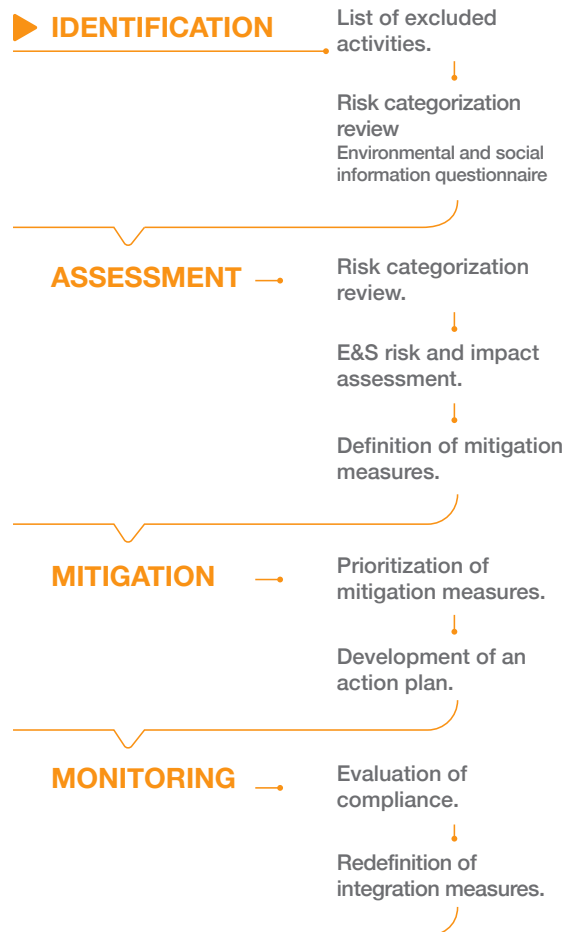 IDENTIFICATION
List of excluded
activities.
Risk categorization
review
Environmental and social
information questionnaire
ASSESSMENT
Risk categorization
review.
E&S risk and impact
assessment.
Definition of mitigation
measures.
MITIGATION
Prioritization of
mitigation measures.
Development of an
action plan.
MONITORING
Evaluation of
compliance.
Redefinition of
integration measures.